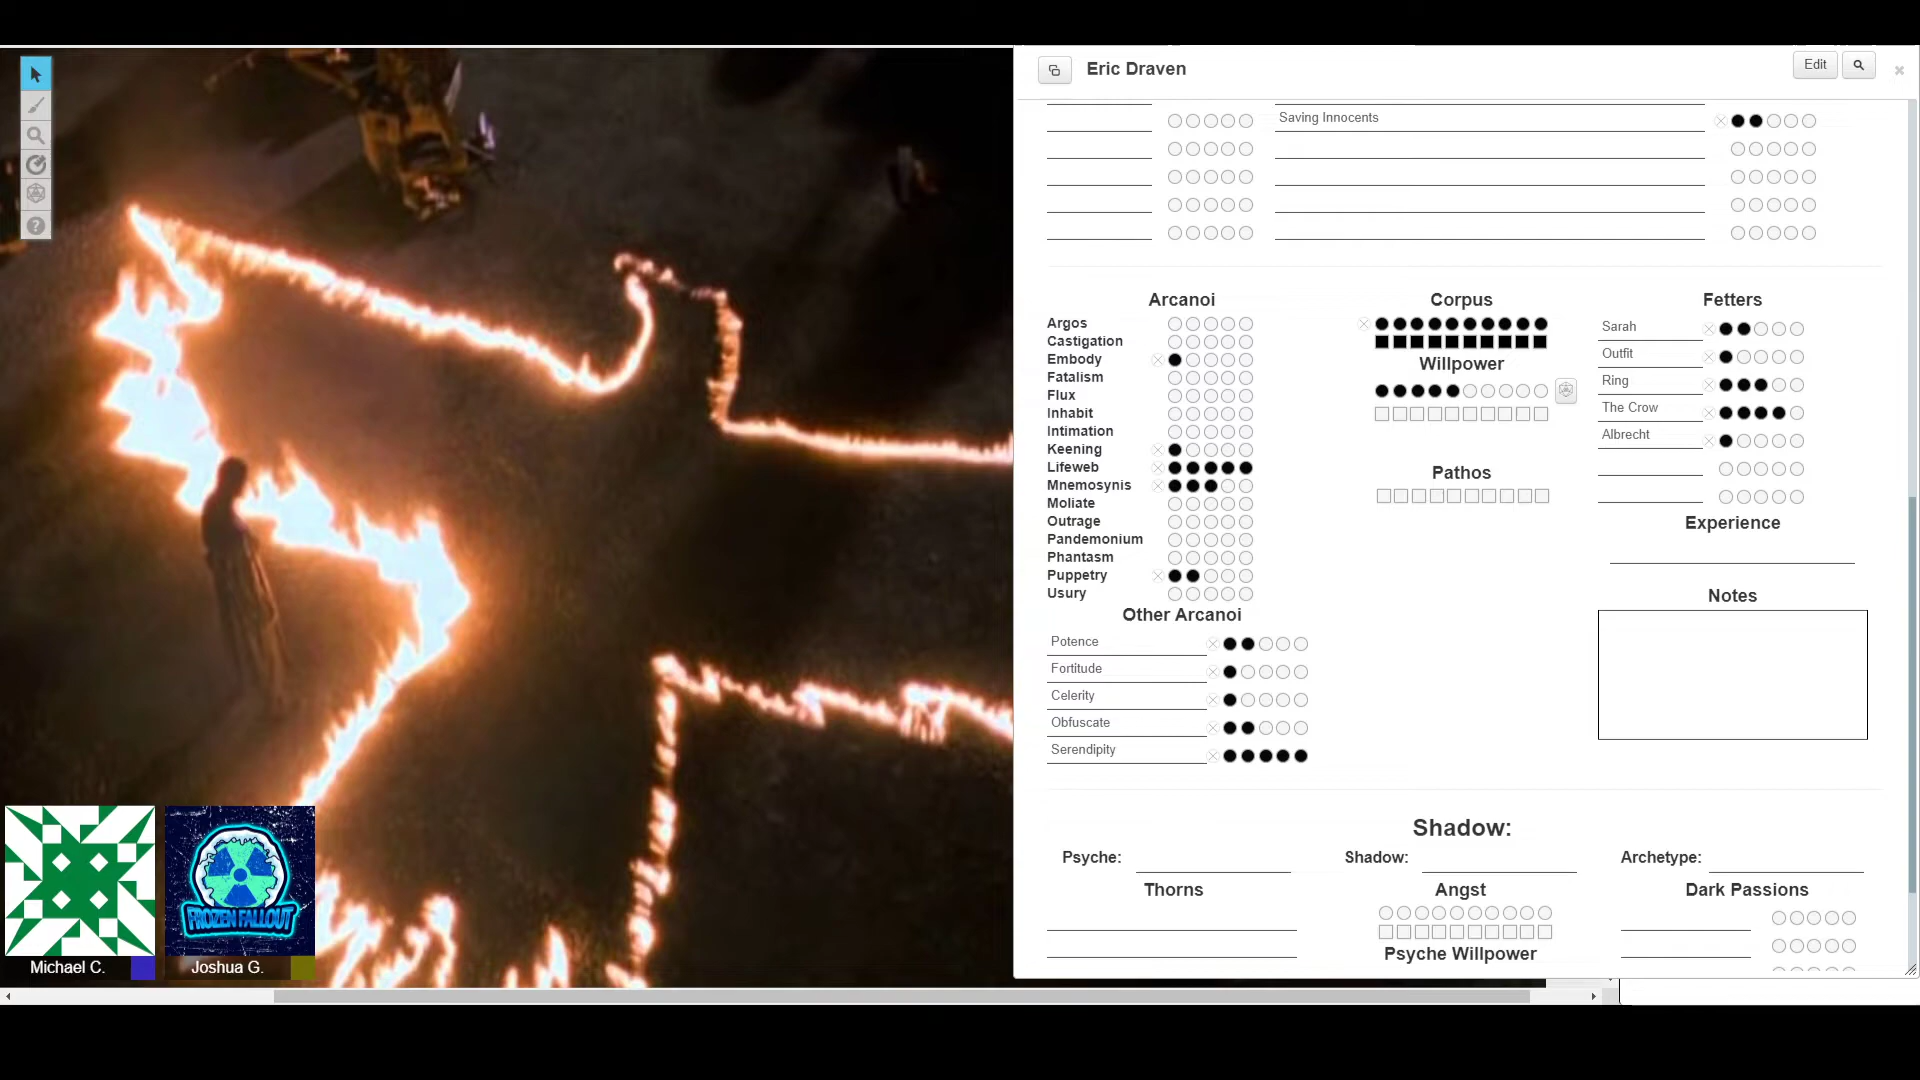 Eric Draven
Edit
Saving Innocents
Arcanoi
Argos
Castigation
Embody
Fatalism
Flux
Inhabit
Intimation
Keening
Lifeweb
Mnemosynis
Moliate
Outrage
Pandemonium
Phantasm
Puppetry
Usury
Other Arcanoi
Potence
Fortitude
Celerity
Obfuscate
Serendipity
Corpus
Willpower
Pathos
Fetters
Sarah
Outfit
Ring
The Crow
Albrecht
Experience
Notes
Shadow:
Psyche:
Shadow:
Archetype:
Thorns
Angst
Dark Passions
Psyche Willpower
FROZEN FALLOUT
Michael C.
Joshua G.